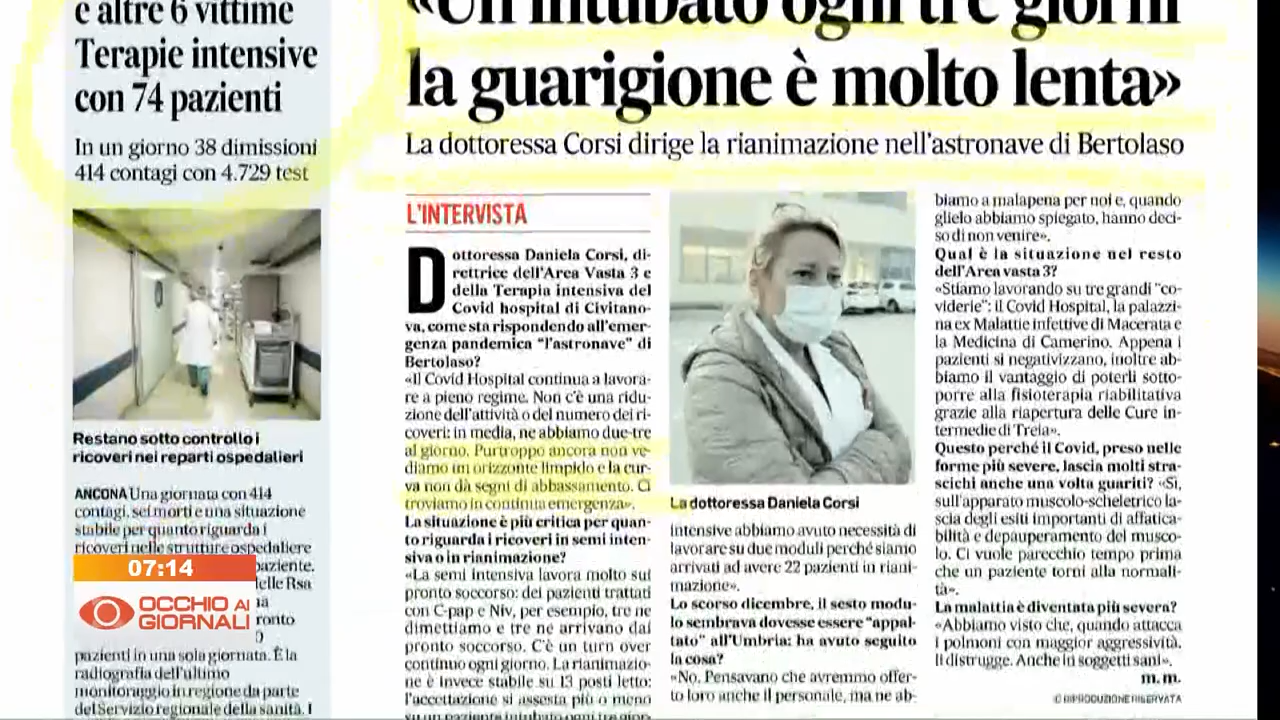 e altre 6 vittime
Terapie intensive
con 74 pazienti
In un giorno 38 dimissioni
414 contagi con 4.729 test
Restano sotto controllo i
ricoveri nei reparti ospedalieri
ANCONA Una giornata con 414
contagi, sei morti e una situazione
stabile per quanto riguarda i
ricoveri nelle strutture ospedaliere
paziente.
elle Rsa
ronto
pazienti in una sola giornata. È la
radiografia dell'ultimo
monitoraggio in regione da parte
del Servizio regionale della sanità. I
07:14
OCCHIO AI
GIORNALI
«Un intubato ogni tre giorni
la guarigione è molto lenta»
La dottoressa Corsi dirige la rianimazione nell'astronave di Bertolaso
L'INTERVISTA
Dottoressa Daniela Corsi, di-
rettrice dell'Area Vasta 3 e
della Terapia intensiva del
Covid hospital di Civitano-
va, come sta rispondendo all'emer-
genza pandemica "l'astronave" di
Bertolaso?
«Il Covid Hospital continua a lavora-
re a pieno regime. Non c'è una ridu-
zione dell'attività o del numero dei ri-
coveri: in media, ne abbiamo due-tre
al giorno. Purtroppo ancora non ve-
diamo un orizzonte limpido e la cur-
va non dà segni di abbassamento. Ci
troviamo in continua emergenza».
La situazione è più critica per quan-
to riguarda i ricoveri in semi inten-
siva o in rianimazione?
«La semi intensiva lavora molto sul
pronto soccorso: dei pazienti trattati
con C-pap e Niv, per esempio, tre ne
dimettiamo e tre ne arrivano dal
pronto soccorso. C'è un turn over
continuo ogni giorno. La rianimazio-
ne è invece stabile su 13 posti letto:
l'accettazione si assesta più o meno
su un paziente intubato ogni tre gior-
La dottoressa Daniela Corsi
intensive abbiamo avuto necessità di
lavorare su due moduli perché siamo
arrivati ad avere 22 pazienti in riani-
mazione».
Lo scorso dicembre, il sesto modu-
lo sembrava dovesse essere "appal-
tato" all'Umbria: ha avuto seguito
la cosa?
«No. Pensavano che avremmo offer-
to loro anche il personale, ma ne ab-
biamo a malapena per noi e, quando
glielo abbiamo spiegato, hanno deci-
so di non venire».
Qual è la situazione nel resto
dell'Area vasta 3?
«Stiamo lavorando su tre grandi "co-
viderie": il Covid Hospital, la palazzi-
na ex Malattie Infettive di Macerata e
la Medicina di Camerino. Appena i
pazienti si negativizzano, inoltre ab-
biamo il vantaggio di poterli sotto-
porre alla fisioterapia riabilitativa
grazie alla riapertura delle Cure in-
termedie di Treia».
Questo perché il Covid, preso nelle
forme più severe, lascia molti stra-
scichi anche una volta guariti? «Sì,
sull'apparato muscolo-scheletrico la-
scia degli esiti importanti di affatica-
bilità e depauperamento del musco-
lo. Ci vuole parecchio tempo prima
che un paziente torni alla normali-
tà».
La malattia è diventata più severa?
«Abbiamo visto che, quando attacca
i polmoni con maggior aggressività,
li distrugge. Anche in soggetti sani».
m. m.
© RIPRODUZIONE RISERVATA